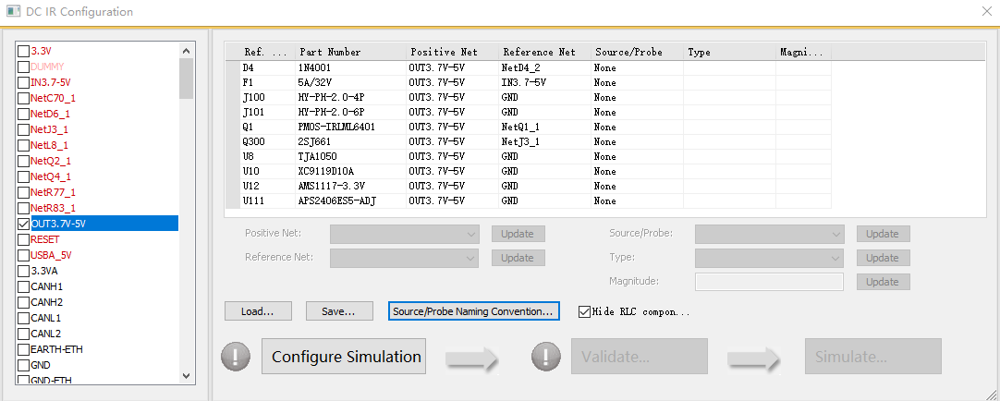 DC IR Configuration
3.3V
DUMMY
IN3.7-5V
NetC70_1
NetD6_1
NetJ3_1
NetL8_1
NetQ2_1
NetQ4_1
NetR77_1
NetR83_1
OUT3.7V-5V
RESET
USBA_5V
3.3VA
CANH1
CANH2
CANL1
CANL2
EARTH-ETH
GND
GND-ETH
Ref. ... Part Number Positive Net Reference Net Source/Probe Type Magni...
D4 1N4001 OUT3.7V-5V NetD4_2 None
F1 5A/32V OUT3.7V-5V IN3.7-5V None
J100 HY-PH-2.0-4P OUT3.7V-5V GND None
J101 HY-PH-2.0-6P OUT3.7V-5V GND None
Q1 PMOS-IRLML6401 OUT3.7V-5V NetQ1_1 None
Q300 2SJ661 OUT3.7V-5V NetJ3_1 None
U8 TJA1050 OUT3.7V-5V GND None
U10 XC9119D10A OUT3.7V-5V GND None
U12 AMS1117-3.3V OUT3.7V-5V GND None
U111 APS2406ES5-ADJ OUT3.7V-5V GND None
Positive Net: Update Source/Probe: Update
Reference Net: Update Type: Update
Magnitude: Update
Load... Save... Source/Probe Naming Convention... Hide RLC compon...
Configure Simulation Validate... Simulate...